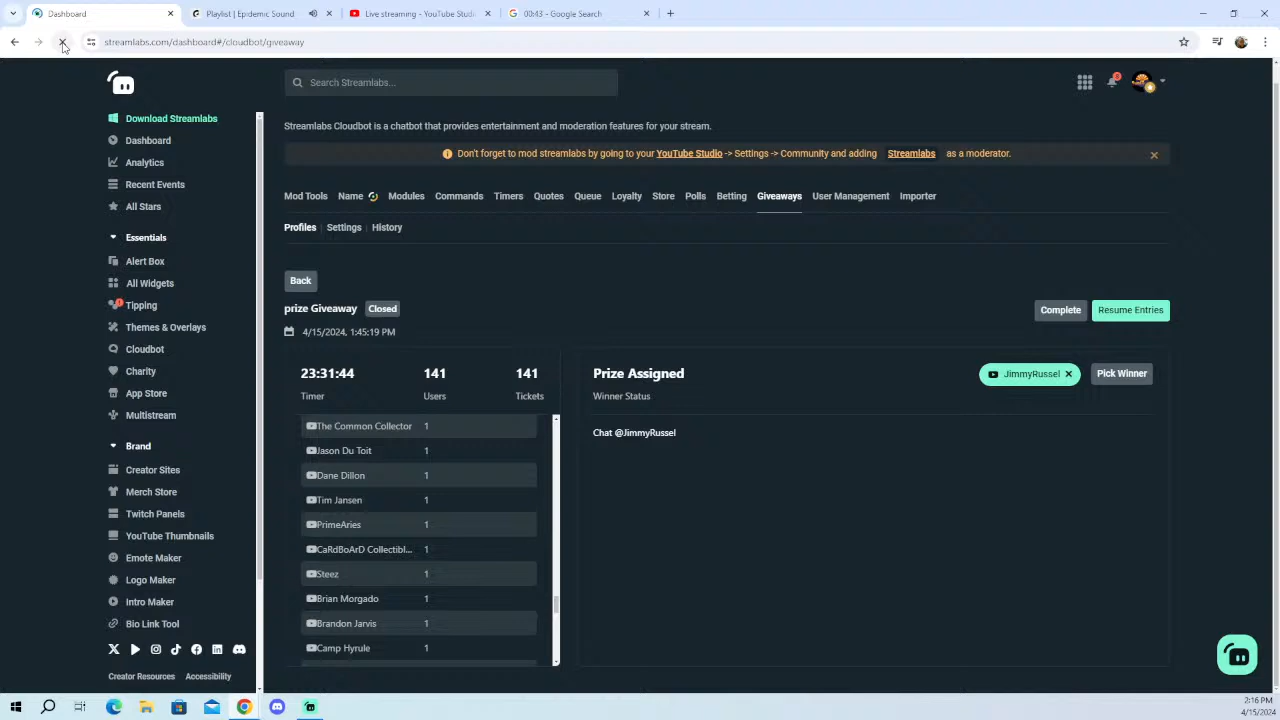 Dashboard
Playlist | Epidemic Sound
Live streaming - YouTube Studio
00:43 - Google Search
streamlabs.com/dashboard#/cloudbot/giveaway
Search Streamlabs...
8
Download Streamlabs
Dashboard
Analytics
Recent Events
All Stars
Essentials
Alert Box
All Widgets
Tipping
Themes & Overlays
Cloudbot
Charity
App Store
Multistream
Brand
Creator Sites
Merch Store
Twitch Panels
YouTube Thumbnails
Emote Maker
Logo Maker
Intro Maker
Bio Link Tool
Creator Resources Accessibility
Streamlabs Cloudbot is a chatbot that provides entertainment and moderation features for your stream.
Don't forget to mod streamlabs by going to your YouTube Studio -> Settings -> Community and adding Streamlabs as a moderator.
Mod Tools Name Modules Commands Timers Quotes Queue Loyalty Store Polls Betting Giveaways User Management Importer
Profiles Settings History
Back
prize Giveaway Closed
Complete Resume Entries
4/15/2024, 1:45:19 PM
23:31:44 141 141
Timer Users Tickets
The Common Collector 1
Jason Du Toit 1
Dane Dillon 1
Tim Jansen 1
PrimeAries 1
CaRdBoArD Collectibl... 1
Steez 1
Brian Morgado 1
Brandon Jarvis 1
Camp Hyrule 1
Prize Assigned
JimmyRussel
Pick Winner
Winner Status
Chat @JimmyRussel
2:16 PM
4/15/2024